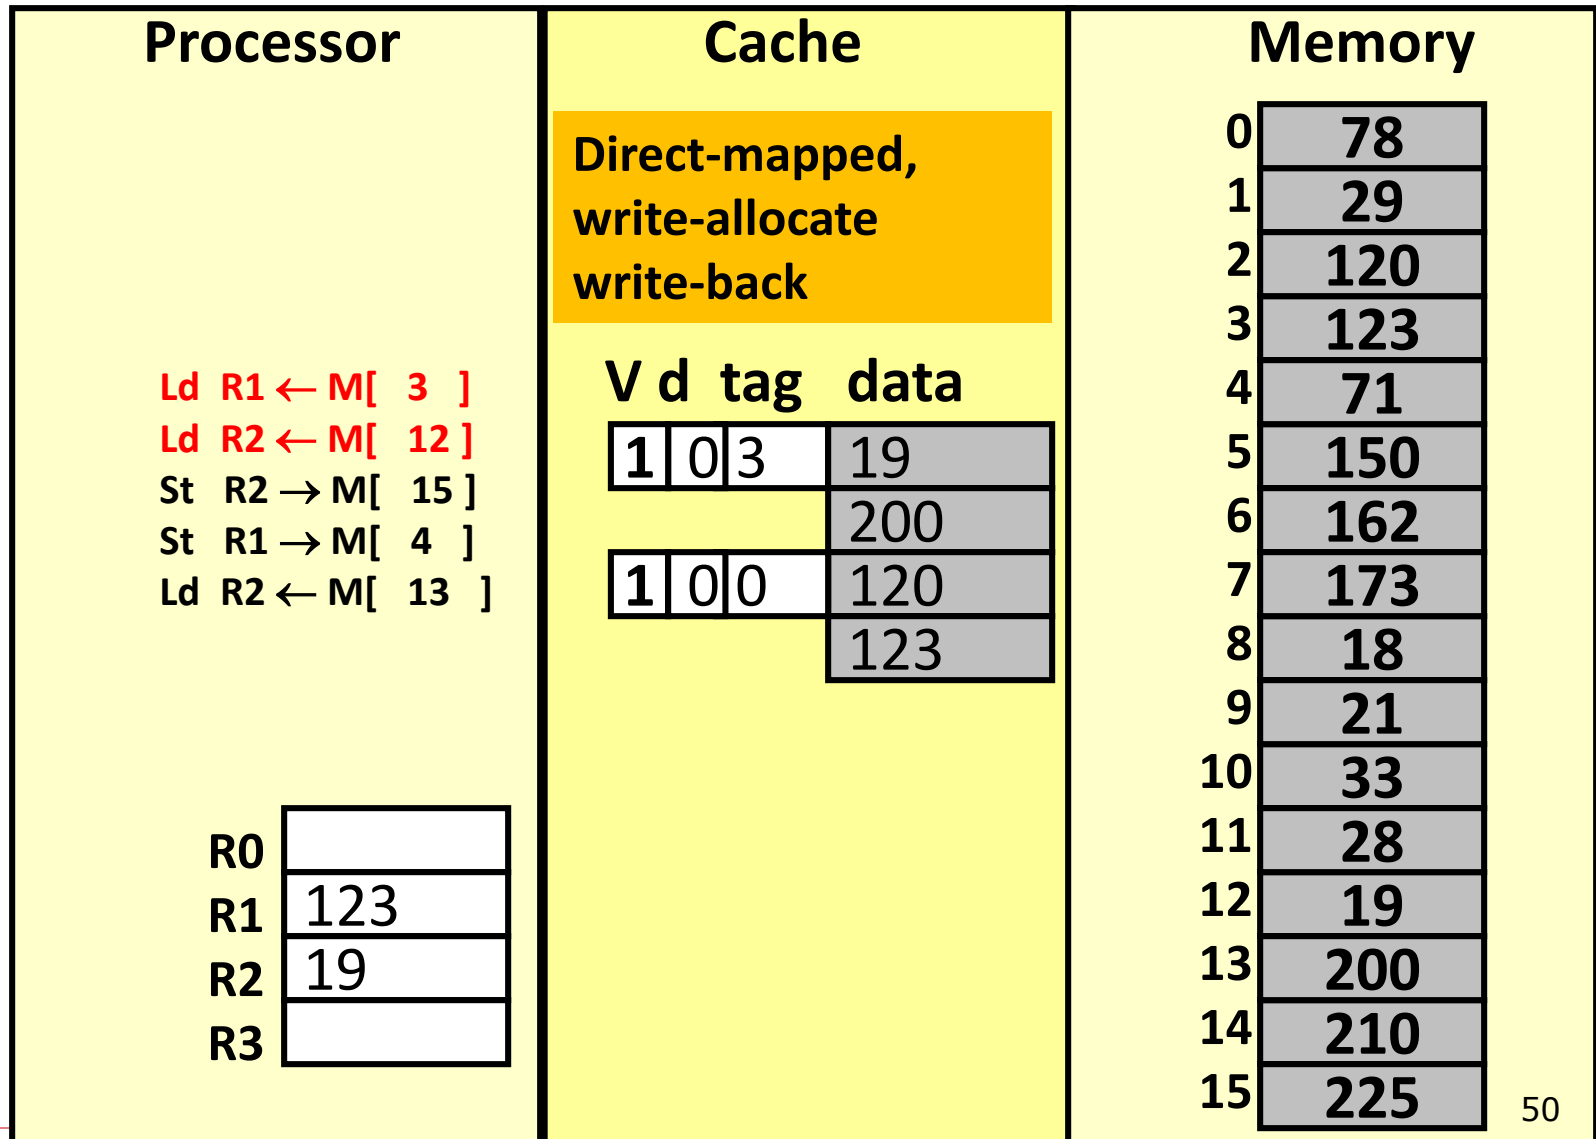 Processor
Ld R1 ← M[ 3 ]
Ld R2 ← M[ 12 ]
St R2 → M[ 15 ]
St R1 → M[ 4 ]
Ld R2 ← M[ 13 ]
R0
R1 123
R2 19
R3
Cache
Direct-mapped,
write-allocate
write-back
V d tag data
1 0 3 19
200
1 0 0 120
123
Memory
0 78
1 29
2 120
3 123
4 71
5 150
6 162
7 173
8 18
9 21
10 33
11 28
12 19
13 200
14 210
15 225
50